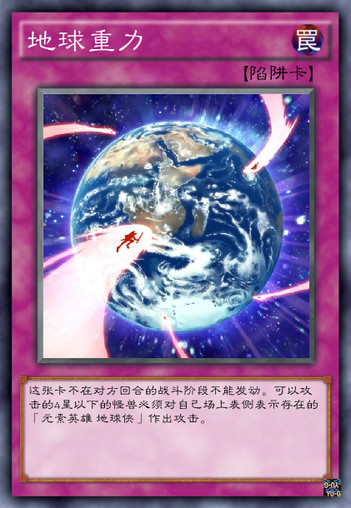 地球重力
罠
【陷阱卡】
这张卡不在对方回合的战斗阶段不能发动。可以攻
击的4星以下的怪兽必须对自己场上表侧表示存在的
「元素英雄 地球侠」作出攻击。